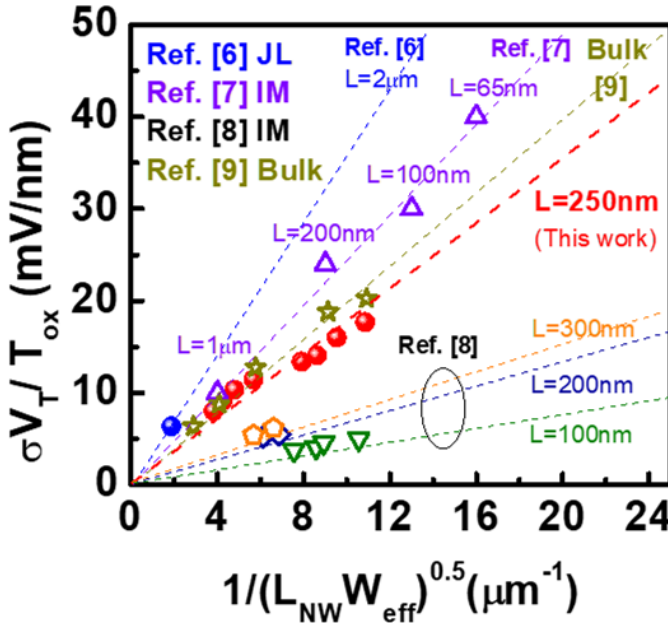 50
40
30
20
10
0
σV_T/T_ox (mV/nm)
Ref. [6] JL
Ref. [7] IM
Ref. [8] IM
Ref. [9] Bulk
Ref. [6]
L=2μm
Ref. [7]
L=65nm
Bulk
[9]
L=100nm
L=200nm
L=1μm
L=250nm
(This work)
Ref. [8]
L=300nm
L=200nm
L=100nm
0 4 8 12 16 20 24
1/(L_NW W_eff)^0.5 (μm^-1)